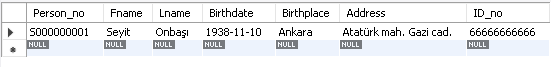 Person_no Fname Lname Birthdate Birthplace Address ID_no
S000000001 Seyit Onbaşı 1938-11-10 Ankara Atatürk mah. Gazi cad. 66666666666
NULL NULL NULL NULL NULL NULL NULL